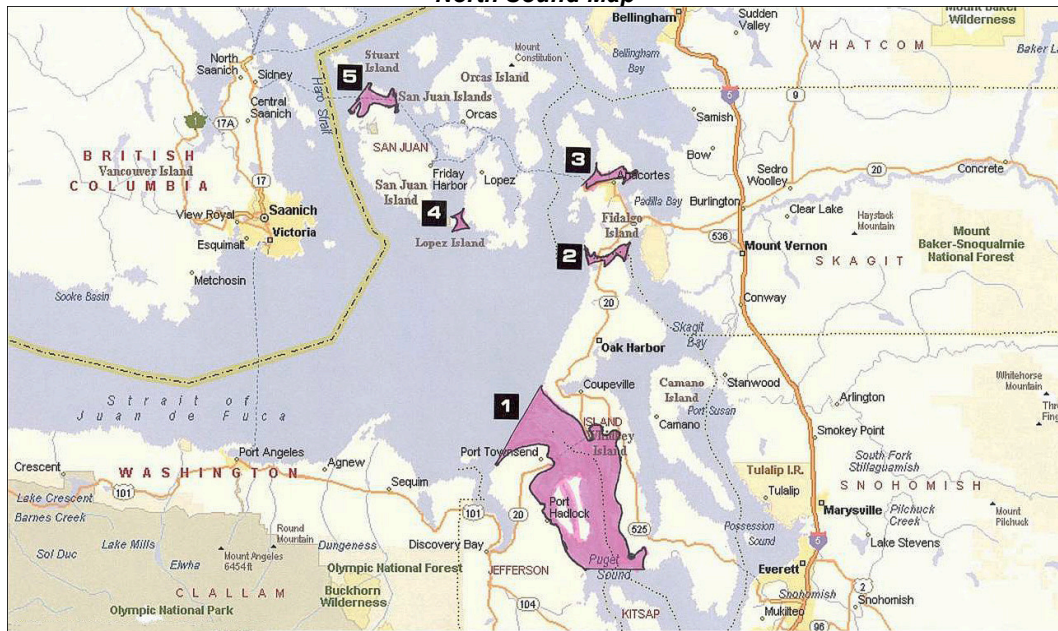 North Sound Map
Bellingham
Sudden
Valley
Mount Baker
Wilderness
WHATCOM
Baker
Bellingham
Bay
North
Saanich
Sidney
Central
Saanich
17A
1
Haro Strait
5
Stuart
Island
San Juan Islands
Mount
Constitution
Orcas Island
Orcas
SAN JUAN
Friday
Harbor
Lopez
San Juan
Island
4
Lopez Island
BRITISH
COLUMBIA
Vancouver Island
17
Saanich
View Royal
Victoria
Esquimalt
Metchosin
Sooke Basin
3
Anacortes
Padilla Bay
Fidalgo
Island
2
20
5
9
Samish
Bow
Sedro
Woolley
20
Concrete
Burlington
Clear Lake
Haystack
Mountain
536
Mount Vernon
SKAGIT
Mount
Baker-Snoqualmie
National Forest
Conway
Skagit
Bay
Oak Harbor
Coupeville
Camano
Island
Stanwood
Port Susan
Camano
Arlington
Whitehorse
Mountain
Smokey Point
South Fork
Stillaguamish
SNOHOMISH
Tulalip I.R.
Tulalip
Marysville
Pilchuck
Creek
Mount
Pilchuck
Lake Stevens
Possession
Sound
5
Everett
Snohomish
2
Snohomish
Mukilteo
96
1
ISLAND
Whidbey
Island
Port Townsend
Port
Hadlock
20
525
Puget
Sound
Discovery Bay
JEFFERSON
104
KITSAP
Strait of
Juan de Fuca
Crescent
Port Angeles
Agnew
Sequim
WASHINGTON
101
101
Lake Crescent
Barnes Creek
Lake Mills
Sol Duc
Elwha
Mount Angeles
6454 ft
Round
Mountain
Dungeness
Olympic National Forest
Buckhorn
Wilderness
CLALLAM
Olympic National Park